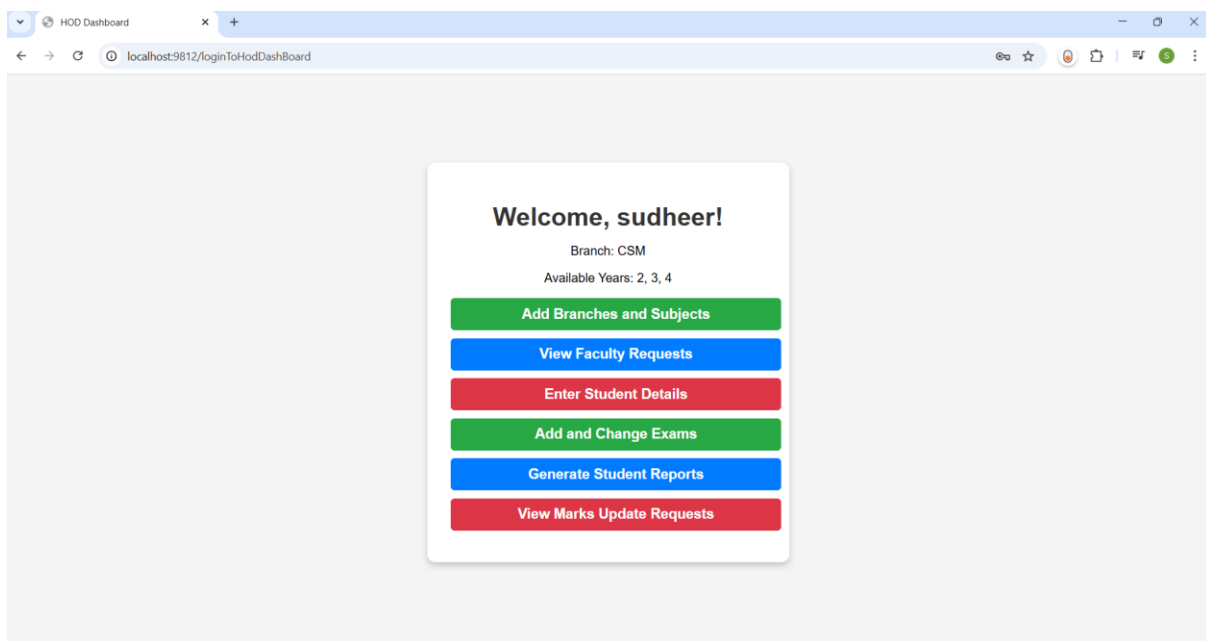 HOD Dashboard
localhost:9812/loginToHodDashBoard
S
Welcome, sudheer!
Branch: CSM
Available Years: 2, 3, 4
Add Branches and Subjects
View Faculty Requests
Enter Student Details
Add and Change Exams
Generate Student Reports
View Marks Update Requests